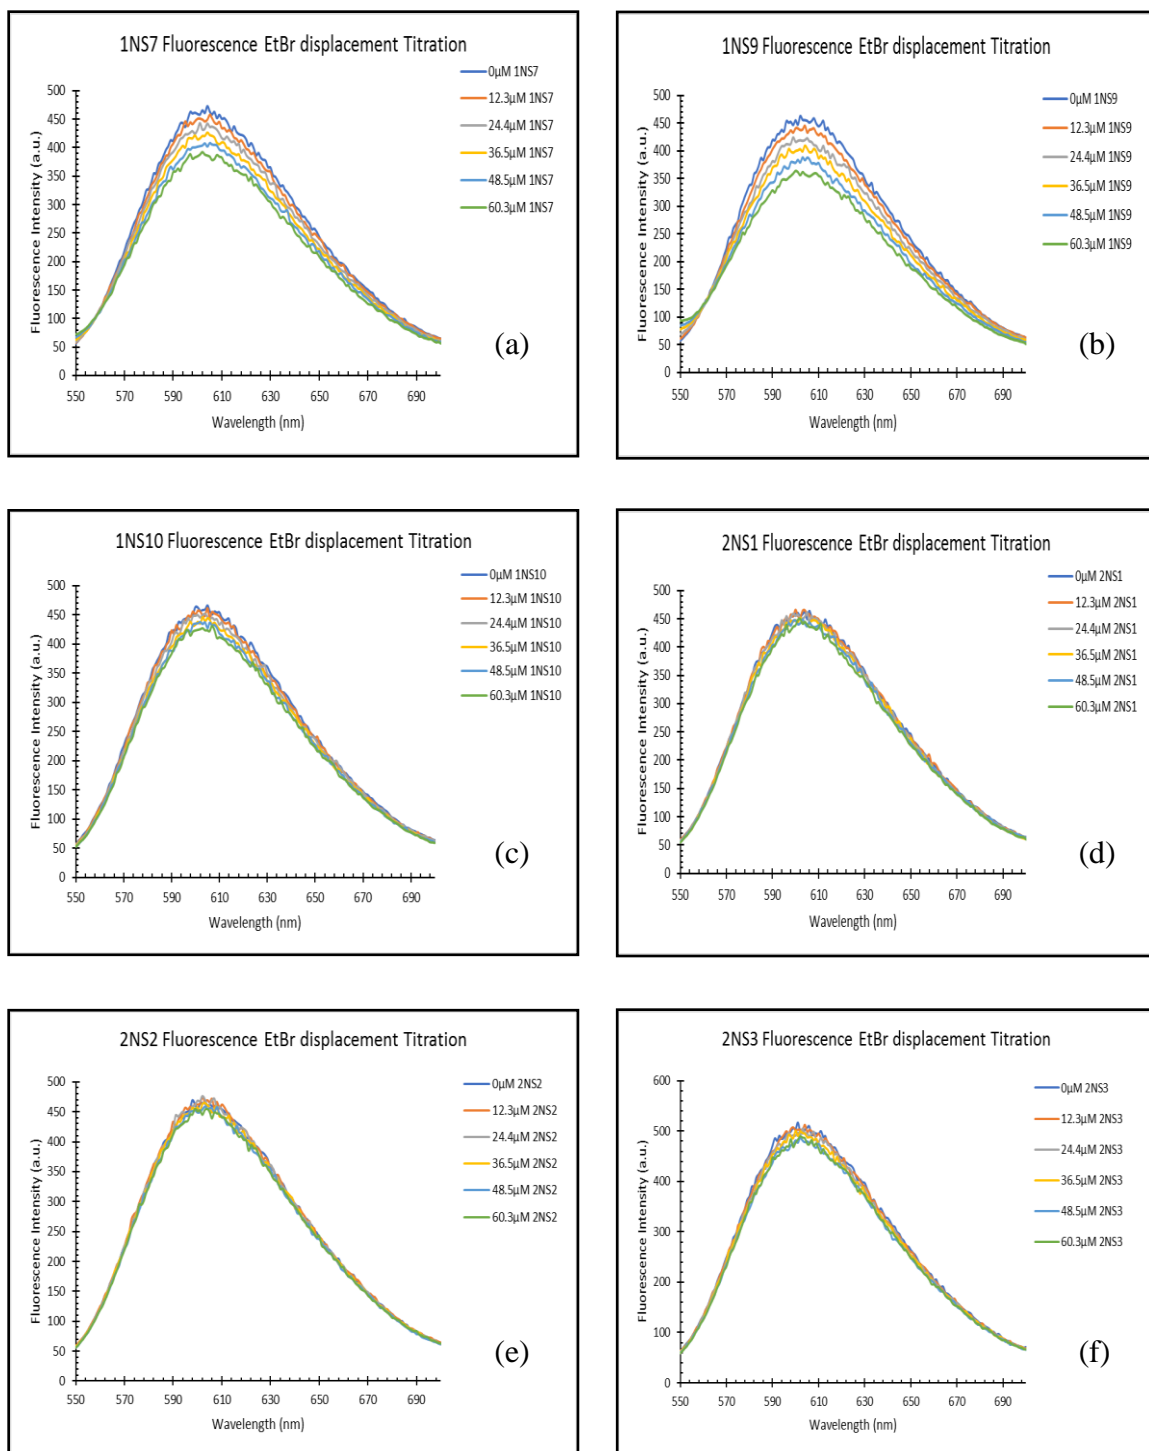 1NS7 Fluorescence EtBr displacement Titration
Fluorescence Intensity (a.u.)
500
450
400
350
300
250
200
150
100
50
0
550 570 590 610 630 650 670 690
Wavelength (nm)
0μM 1NS7
12.3μM 1NS7
24.4μM 1NS7
36.5μM 1NS7
48.5μM 1NS7
60.3μM 1NS7
(a)
1NS9 Fluorescence EtBr displacement Titration
Fluorescence Intensity (a.u.)
500
450
400
350
300
250
200
150
100
50
0
550 570 590 610 630 650 670 690
Wavelength (nm)
0μM 1NS9
12.3μM 1NS9
24.4μM 1NS9
36.5μM 1NS9
48.5μM 1NS9
60.3μM 1NS9
(b)
1NS10 Fluorescence EtBr displacement Titration
Fluorescence Intensity (a.u.)
500
450
400
350
300
250
200
150
100
50
0
550 570 590 610 630 650 670 690
Wavelength (nm)
0μM 1NS10
12.3μM 1NS10
24.4μM 1NS10
36.5μM 1NS10
48.5μM 1NS10
60.3μM 1NS10
(c)
2NS1 Fluorescence EtBr displacement Titration
Fluorescence Intensity (a.u.)
500
450
400
350
300
250
200
150
100
50
0
550 570 590 610 630 650 670 690
Wavelength (nm)
0μM 2NS1
12.3μM 2NS1
24.4μM 2NS1
36.5μM 2NS1
48.5μM 2NS1
60.3μM 2NS1
(d)
2NS2 Fluorescence EtBr displacement Titration
Fluorescence Intensity (a.u.)
500
450
400
350
300
250
200
150
100
50
0
550 570 590 610 630 650 670 690
Wavelength (nm)
0μM 2NS2
12.3μM 2NS2
24.4μM 2NS2
36.5μM 2NS2
48.5μM 2NS2
60.3μM 2NS2
(e)
2NS3 Fluorescence EtBr displacement Titration
Fluorescence Intensity (a.u.)
600
500
400
300
200
100
0
550 570 590 610 630 650 670 690
Wavelength (nm)
0μM 2NS3
12.3μM 2NS3
24.4μM 2NS3
36.5μM 2NS3
48.5μM 2NS3
60.3μM 2NS3
(f)